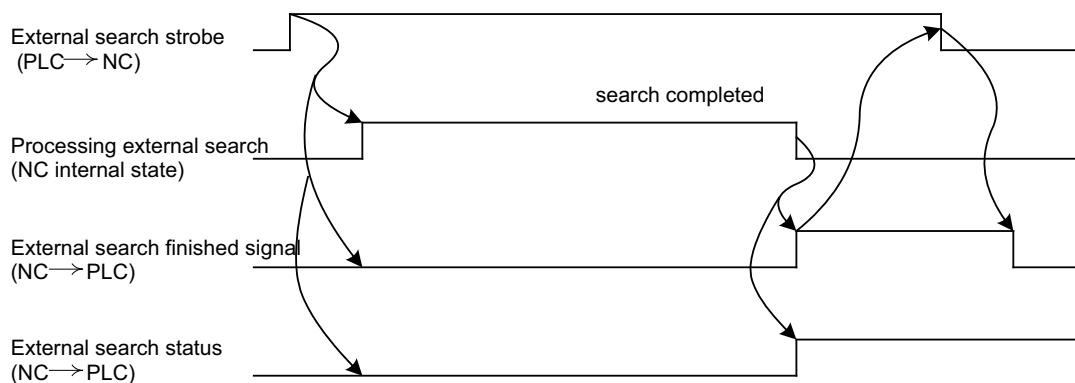 External search strobe
(PLC→NC)
search completed
Processing external search
(NC internal state)
External search finished signal
(NC→PLC)
External search status
(NC→PLC)